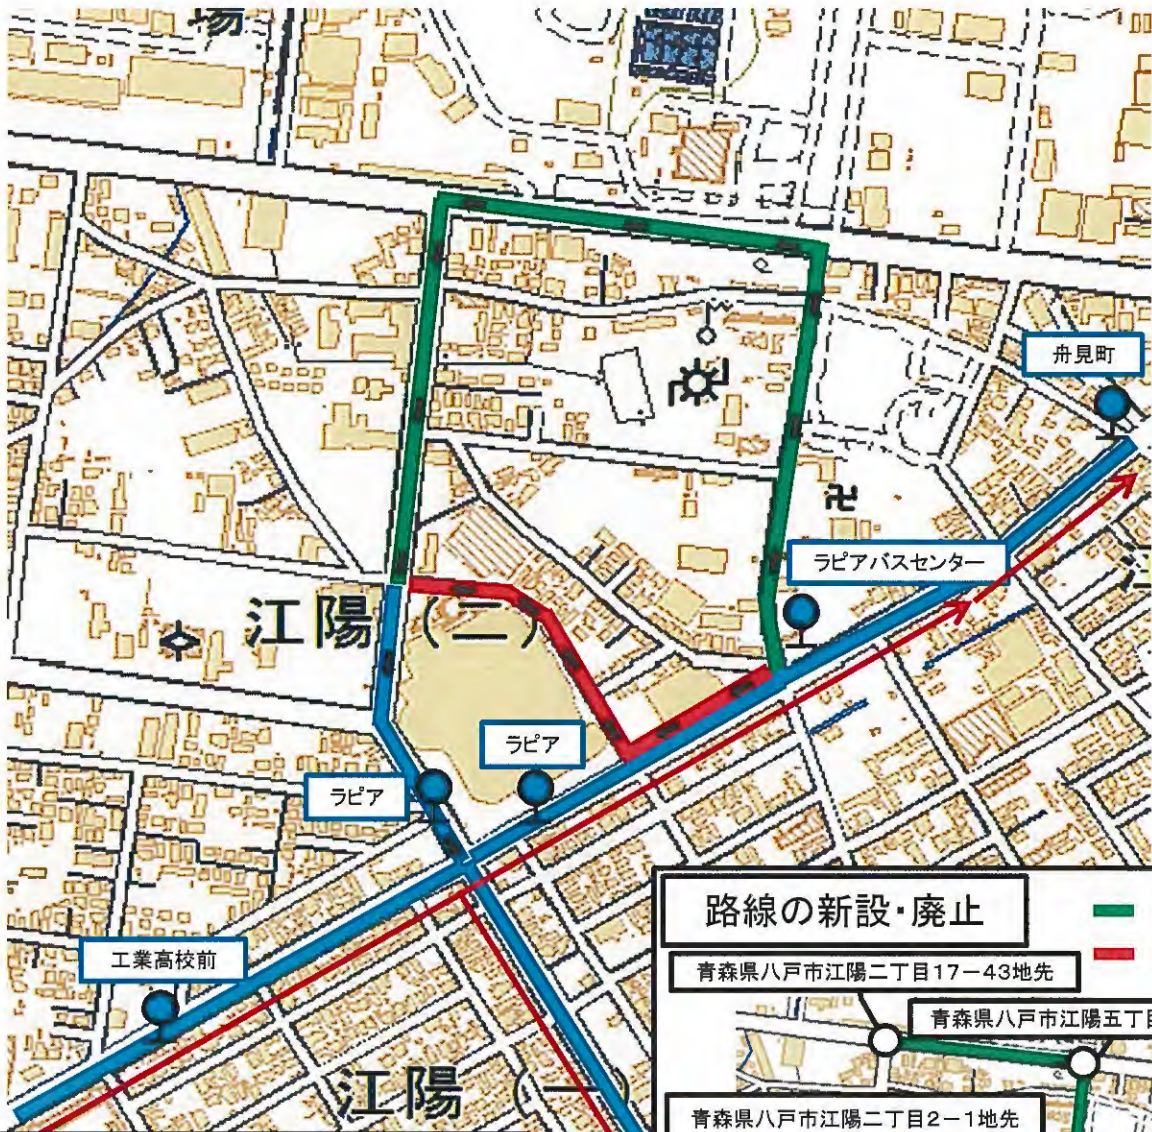 場
舟見町
ラピアバスセンター
江陽(二)
ラピア
ラピア
工業高校前
路線の新設・廃止
青森県八戸市江陽二丁目17-43地先
青森県八戸市江陽五丁目
江陽(一)
青森県八戸市江陽二丁目2-1地先